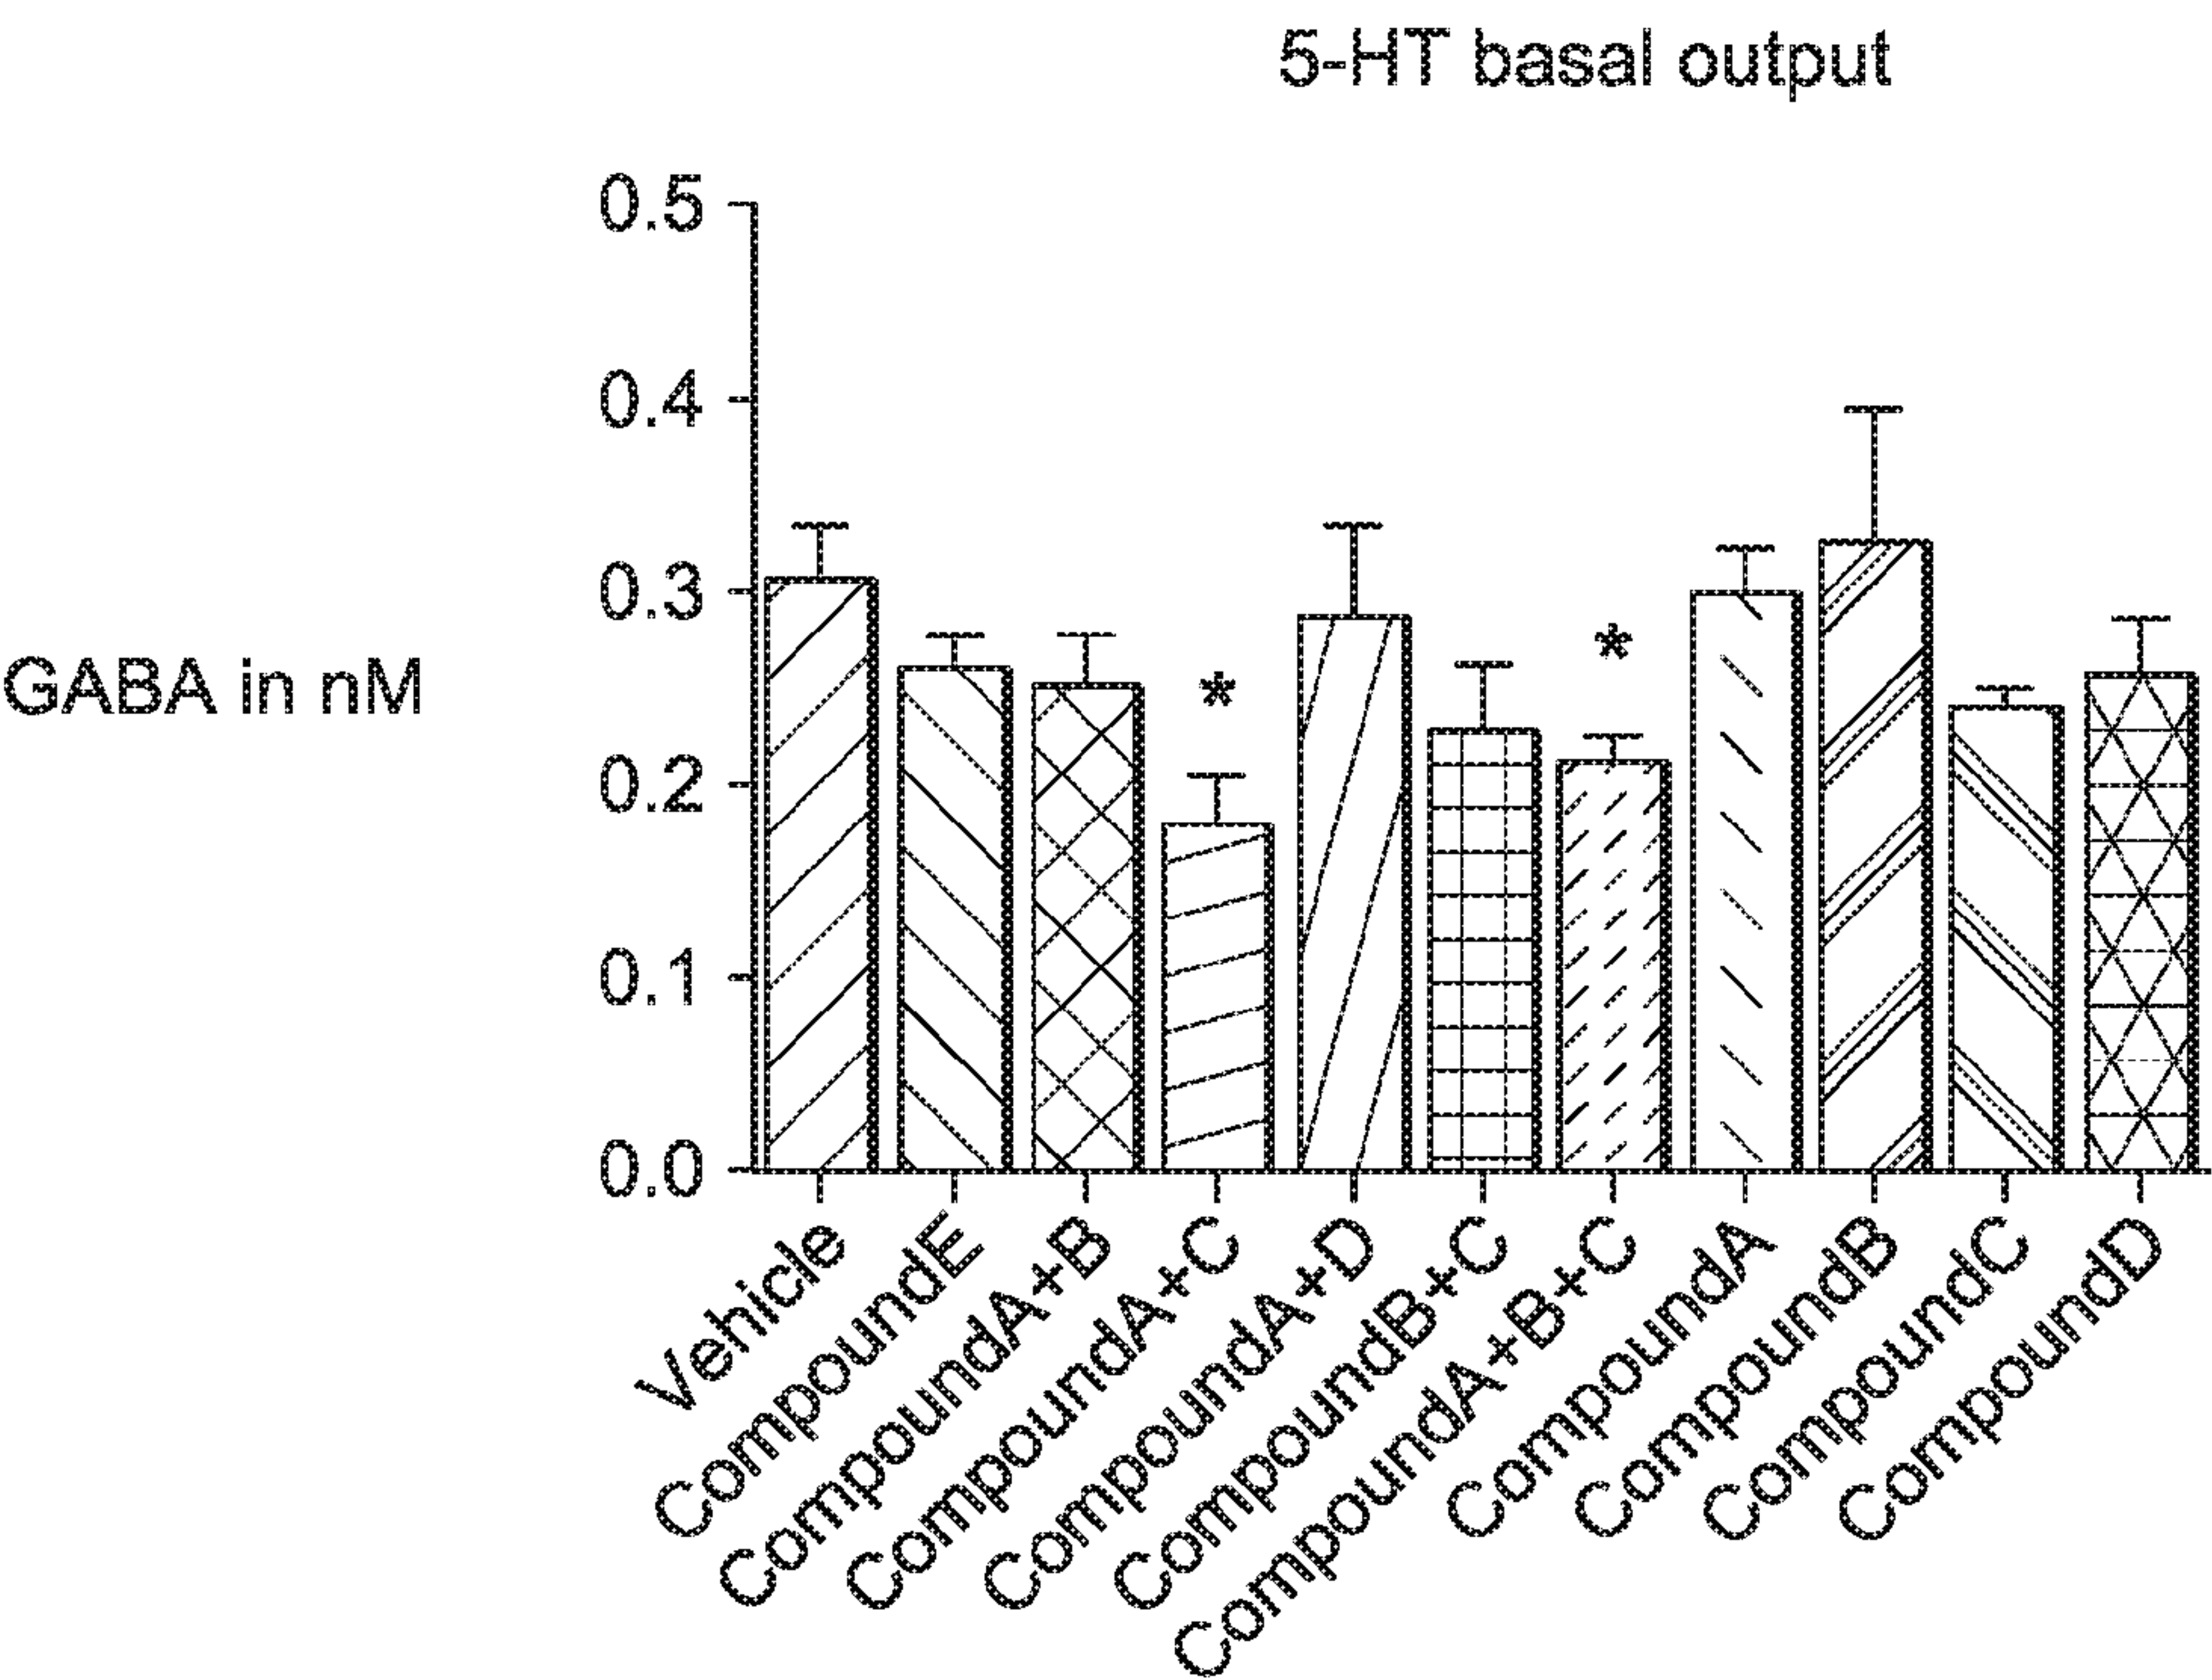 5-HT basal output
0.5
0.4
0.3
GABA in nM
0.2
0.1
0.0
*
*
Vehicle
CompoundE
CompoundA+B
CompoundA+C
CompoundA+D
CompoundB+C
CompoundA+B+C
CompoundA
CompoundB
CompoundC
CompoundD